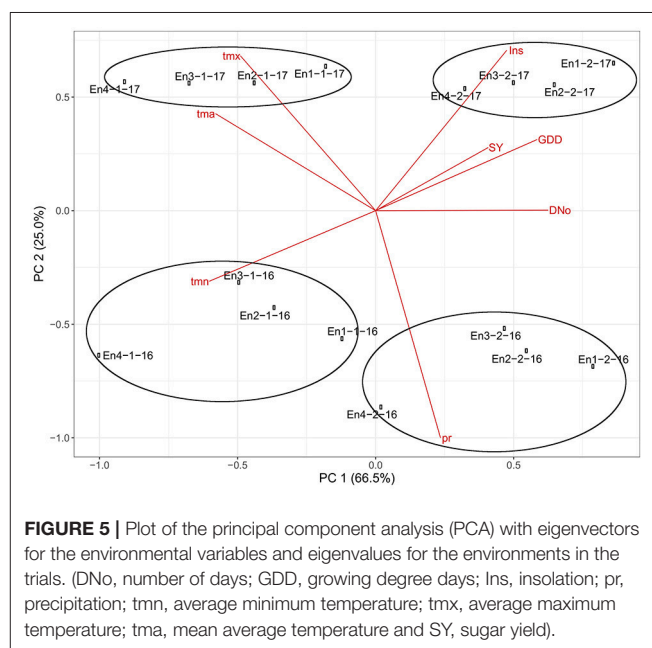 tmx
Ins
En3-1-17
En2-1-17
En1-1-17
En4-1-17
En1-2-17
En3-2-17
En4-2-17
En2-2-17
0.5
tma
SY
GDD
DNo
0.0
PC 2 (25.0%)
En3-1-16
tmn
En2-1-16
En1-1-16
En4-1-16
En3-2-16
En2-2-16
En1-2-16
En4-2-16
-0.5
pr
-1.0
-1.0
-0.5
0.0
0.5
PC 1 (66.5%)
FIGURE 5 | Plot of the principal component analysis (PCA) with eigenvectors
for the environmental variables and eigenvalues for the environments in the
trials. (DNo, number of days; GDD, growing degree days; Ins, insolation; pr,
precipitation; tmn, average minimum temperature; tmx, average maximum
temperature; tma, mean average temperature and SY, sugar yield).